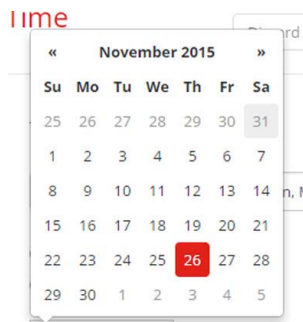 Time
« November 2015 »
Su Mo Tu We Th Fr Sa
25 26 27 28 29 30 31
1 2 3 4 5 6 7
8 9 10 11 12 13 14
15 16 17 18 19 20 21
22 23 24 25 26 27 28
29 30 1 2 3 4 5